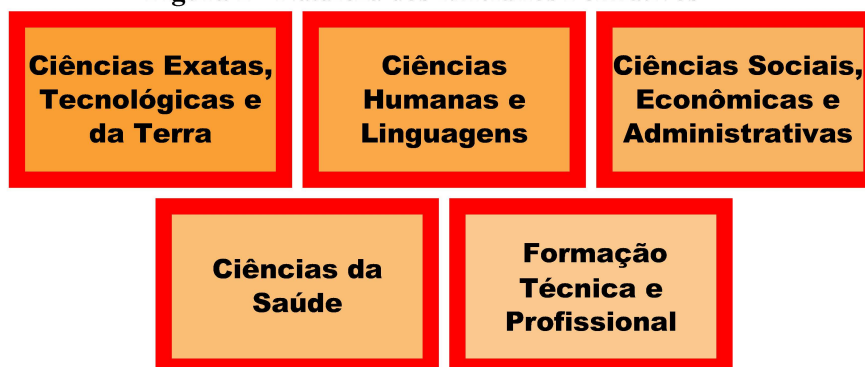 Ciências Exatas,
Tecnológicas e
da Terra
Ciências
Humanas e
Linguagens
Ciências Sociais,
Econômicas e
Administrativas
Ciências da
Saúde
Formação
Técnica e
Profissional